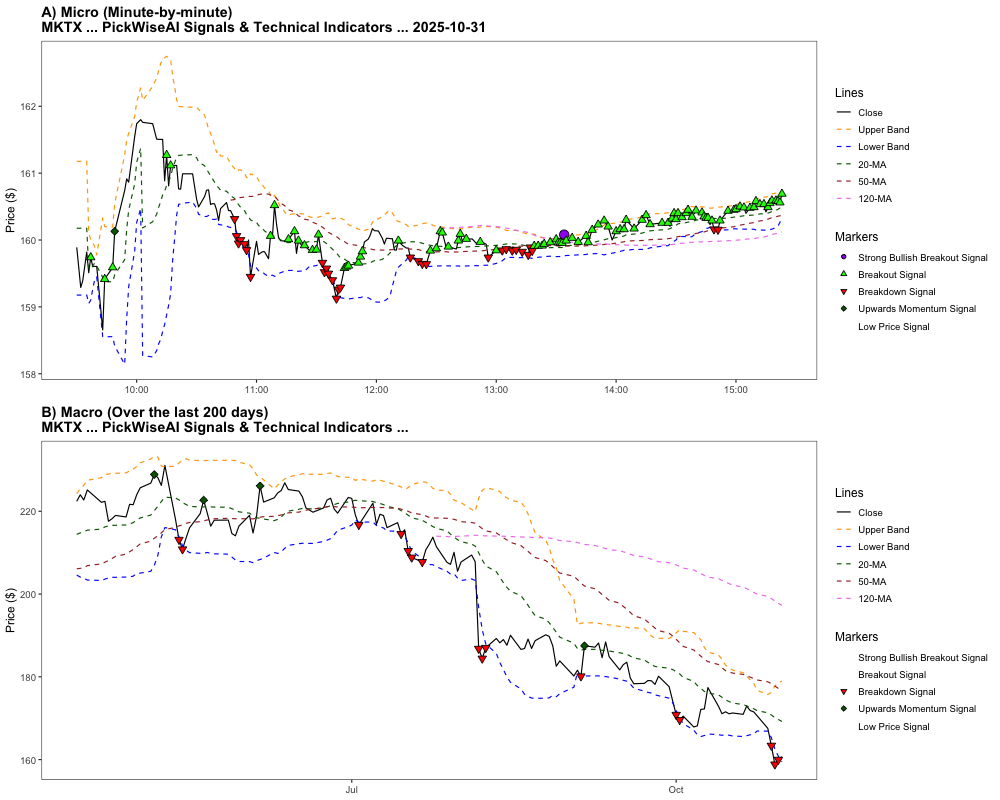 A) Micro (Minute-by-minute)
MKTX ... PickWiseAI Signals & Technical Indicators ... 2025-10-31
Price ($)
162
161
160
159
158
10:00
11:00
12:00
13:00
14:00
15:00
Lines
Close
Upper Band
Lower Band
20-MA
50-MA
120-MA
Markers
Strong Bullish Breakout Signal
Breakout Signal
Breakdown Signal
Upwards Momentum Signal
Low Price Signal
B) Macro (Over the last 200 days)
MKTX ... PickWiseAI Signals & Technical Indicators ...
Price ($)
220
200
180
160
Jul
Oct
Lines
Close
Upper Band
Lower Band
20-MA
50-MA
120-MA
Markers
Strong Bullish Breakout Signal
Breakout Signal
Breakdown Signal
Upwards Momentum Signal
Low Price Signal